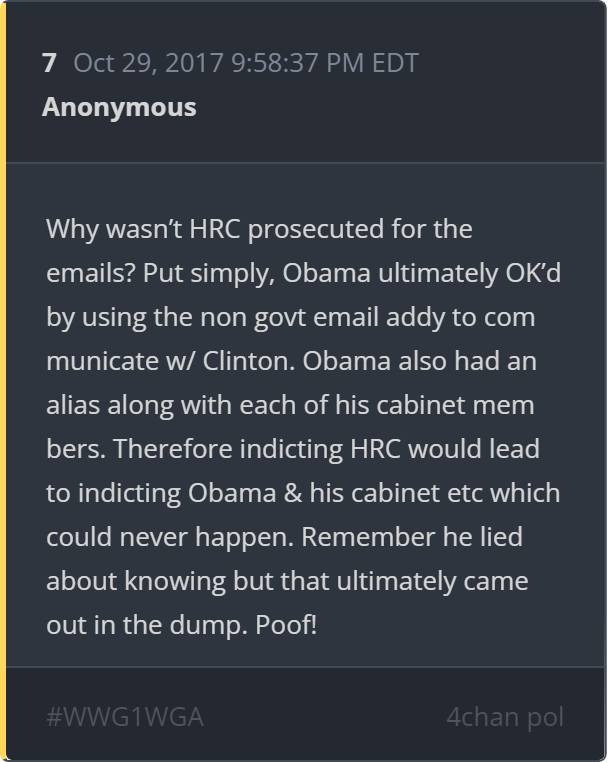 7 Oct 29, 2017 9:58:37 PM EDT
Anonymous
Why wasn’t HRC prosecuted for the
emails? Put simply, Obama ultimately OK’d
by using the non govt email addy to com
municate w/ Clinton. Obama also had an
alias along with each of his cabinet mem
bers. Therefore indicting HRC would lead
to indicting Obama & his cabinet etc which
could never happen. Remember he lied
about knowing but that ultimately came
out in the dump. Poof!
#WWG1WGA 4chan pol